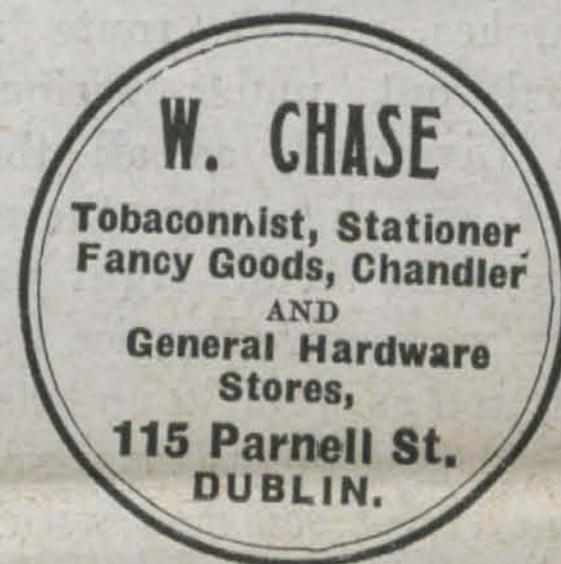 W. CHASE
Tobaconnist, Stationer
Fancy Goods, Chandler
AND
General Hardware
Stores,
115 Parnell St.
DUBLIN.